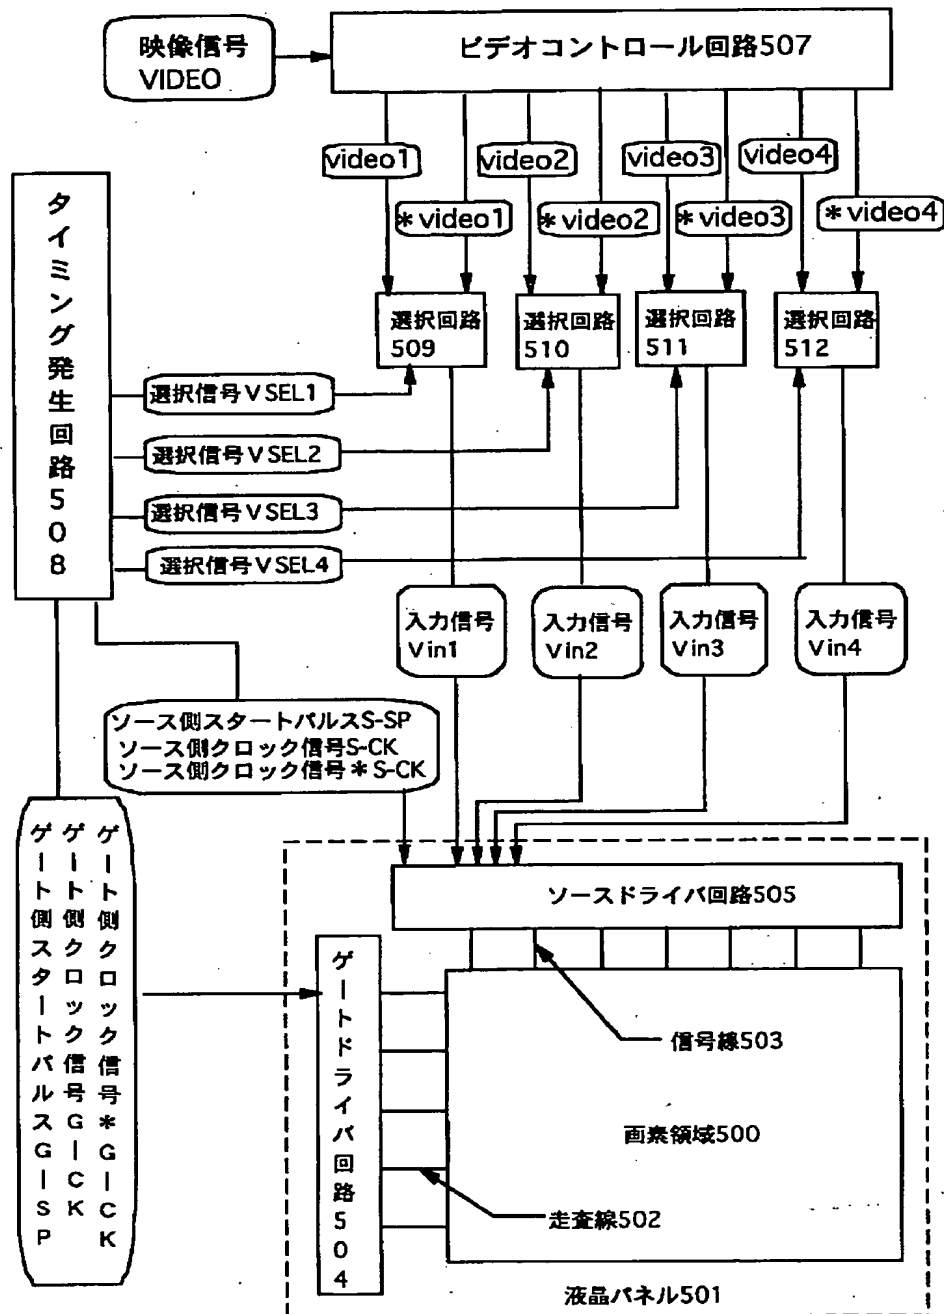 映像信号
VIDEO
ビデオコントロール回路507
video1
video2
video3
video4
*video1
*video2
*video3
*video4
タイミング発生回路508
選択回路
509
選択回路
510
選択回路
511
選択回路
512
選択信号VSEL1
選択信号VSEL2
選択信号VSEL3
選択信号VSEL4
入力信号
Vin1
入力信号
Vin2
入力信号
Vin3
入力信号
Vin4
ソース側スタートパルスS-SP
ソース側クロック信号S-CK
ソース側クロック信号*S-CK
ゲート側クロック信号*G-CK
ゲート側クロック信号G-CK
ゲート側スタートパルスG-SP
ソースドライバ回路505
ゲートドライバ回路504
信号線503
画素領域500
走査線502
液晶パネル501